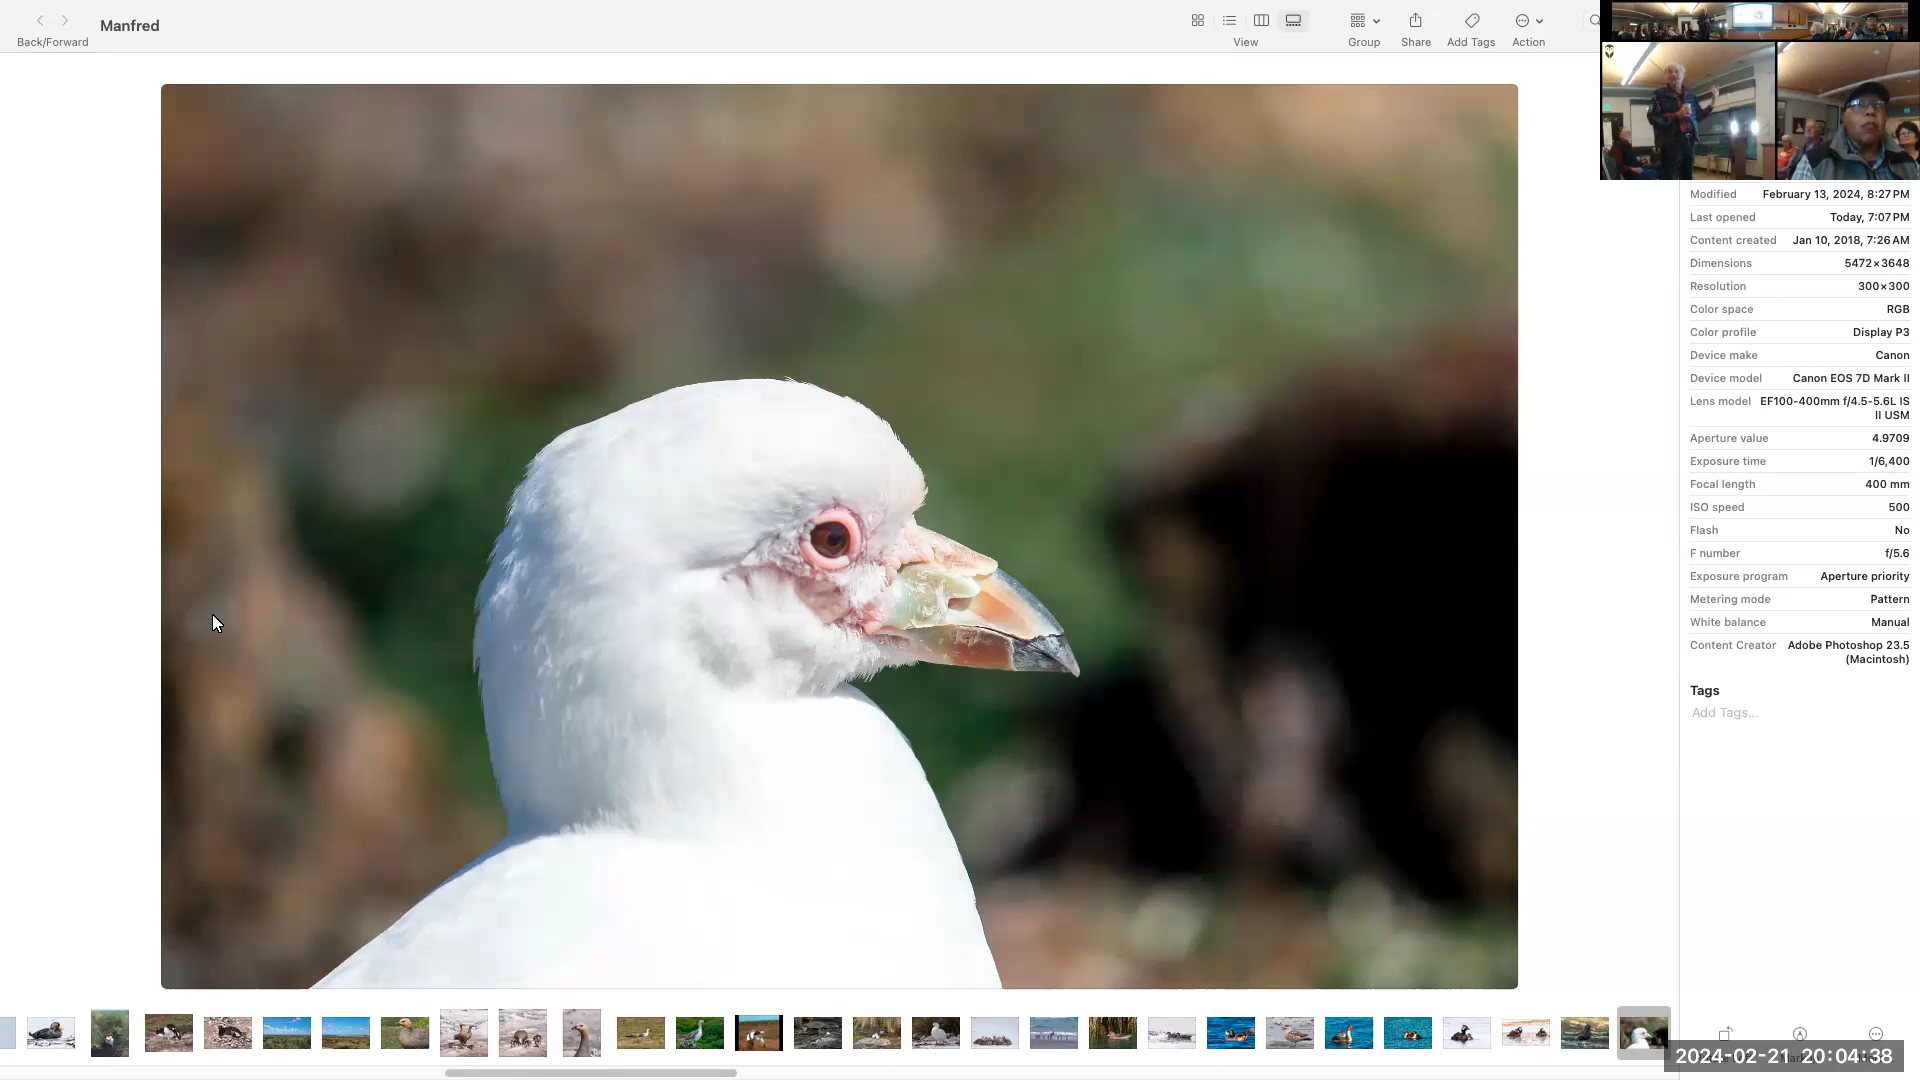 Manfred
Back/Forward
View
Group
Share
Add Tags
Action
Modified February 13, 2024, 8:27 PM
Last opened Today, 7:07 PM
Content created Jan 10, 2018, 7:26 AM
Dimensions 5472×3648
Resolution 300×300
Color space RGB
Color profile Display P3
Device make Canon
Device model Canon EOS 7D Mark II
Lens model EF100-400mm f/4.5-5.6L IS
II USM
Aperture value 4.9709
Exposure time 1/6,400
Focal length 400 mm
ISO speed 500
Flash No
F number f/5.6
Exposure program Aperture priority
Metering mode Pattern
White balance Manual
Content Creator Adobe Photoshop 23.5
(Macintosh)
Tags
Add Tags...
2024-02-21 20:04:38